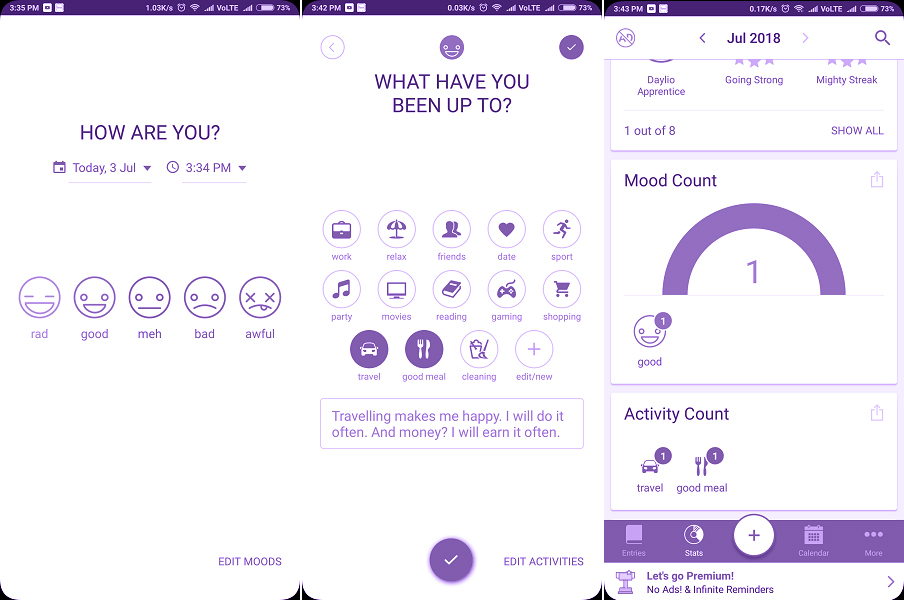 3:35 PM
1.03K/s
VoLTE
73%
HOW ARE YOU?
Today, 3 Jul
3:34 PM
rad
good
meh
bad
awful
EDIT MOODS
3:42 PM
0.03K/s
VoLTE
73%
WHAT HAVE YOU
BEEN UP TO?
work
relax
friends
date
sport
party
movies
reading
gaming
shopping
travel
good meal
cleaning
edit/new
Travelling makes me happy. I will do it
often. And money? I will earn it often.
EDIT ACTIVITIES
3:43 PM
0.17K/s
VoLTE
73%
Jul 2018
Daylio
Apprentice
Going Strong
Mighty Streak
1 out of 8
SHOW ALL
Mood Count
1
1
good
Activity Count
1
travel
1
good meal
Entries
Stats
Calendar
More
Let's go Premium!
No Ads! & Infinite Reminders